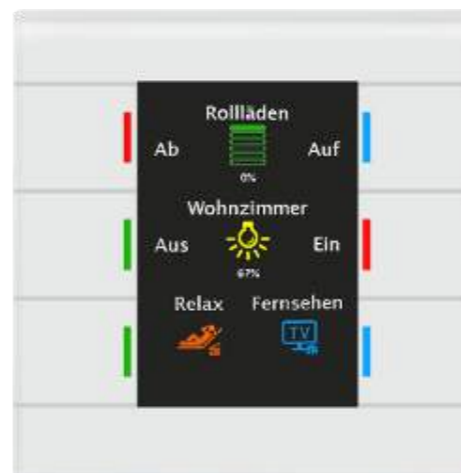 Rollläden
Ab Auf
0%
Wohnzimmer
Aus Ein
67%
Relax Fernsehen
TV